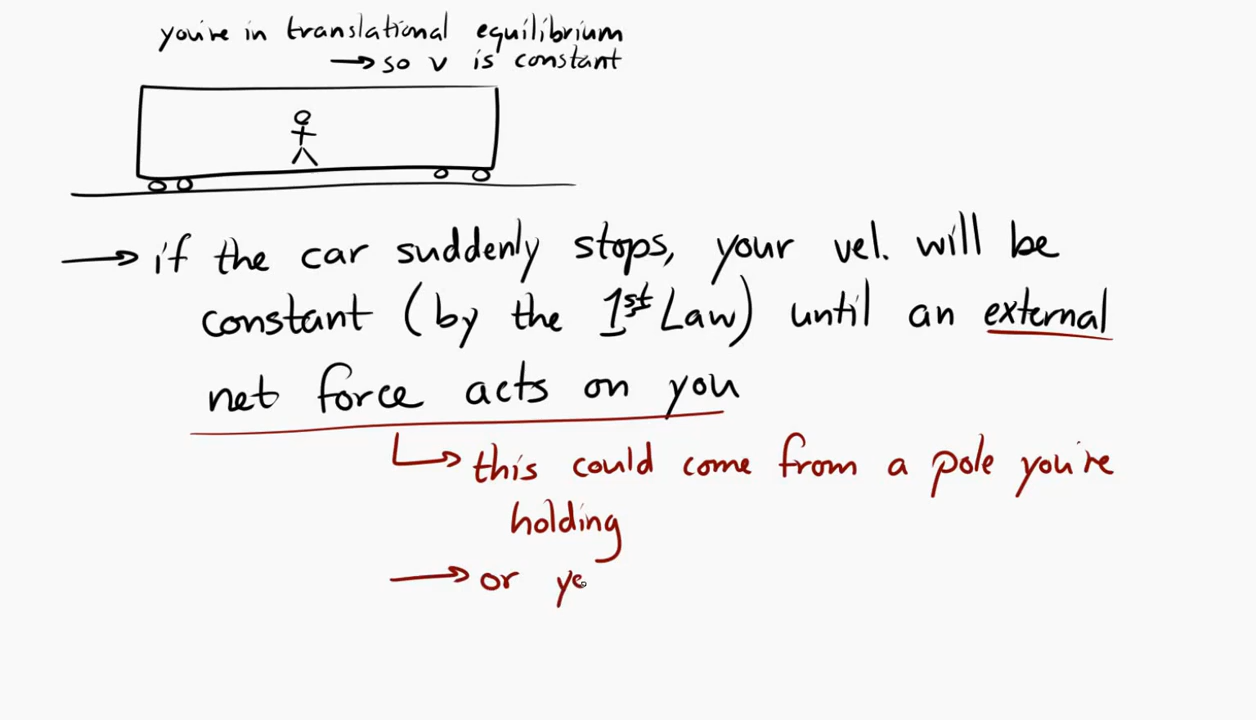 you're in translational equilibrium
→ so v is constant
→ if the car suddenly stops, your vel. will be
constant (by the 1st Law) until an external
net force acts on you
↳ this could come from a pole you're
holding
→ or yo